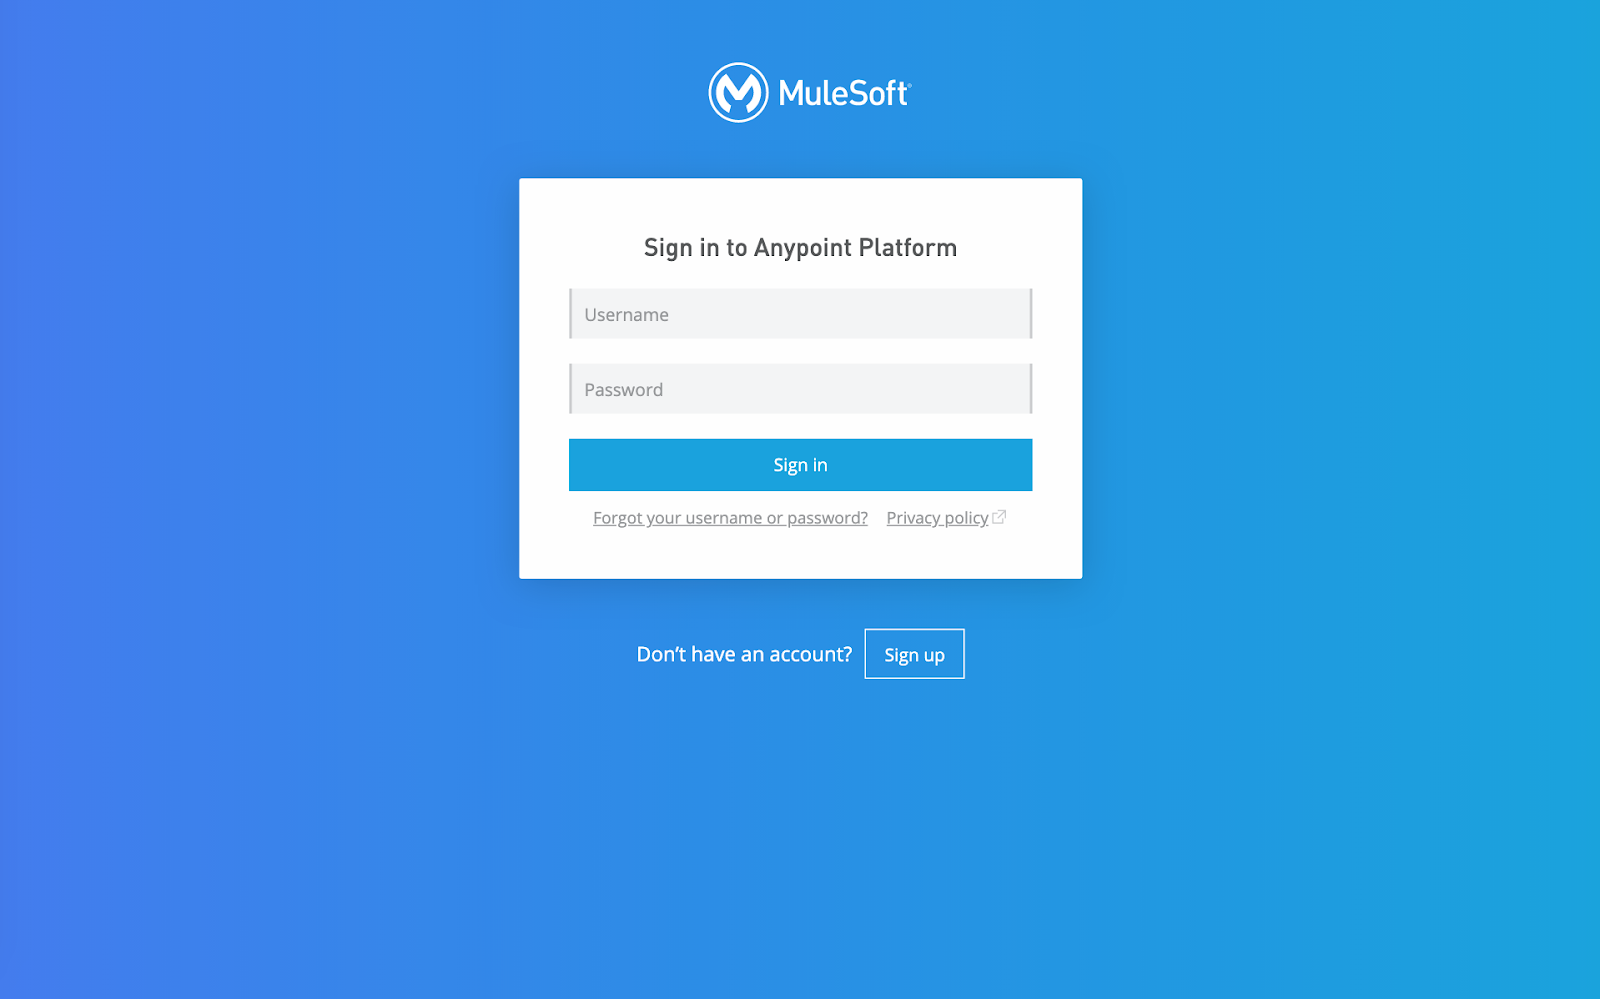 MuleSoft
Sign in to Anypoint Platform
Username
Password
Sign in
Forgot your username or password? Privacy policy
Don't have an account? Sign up